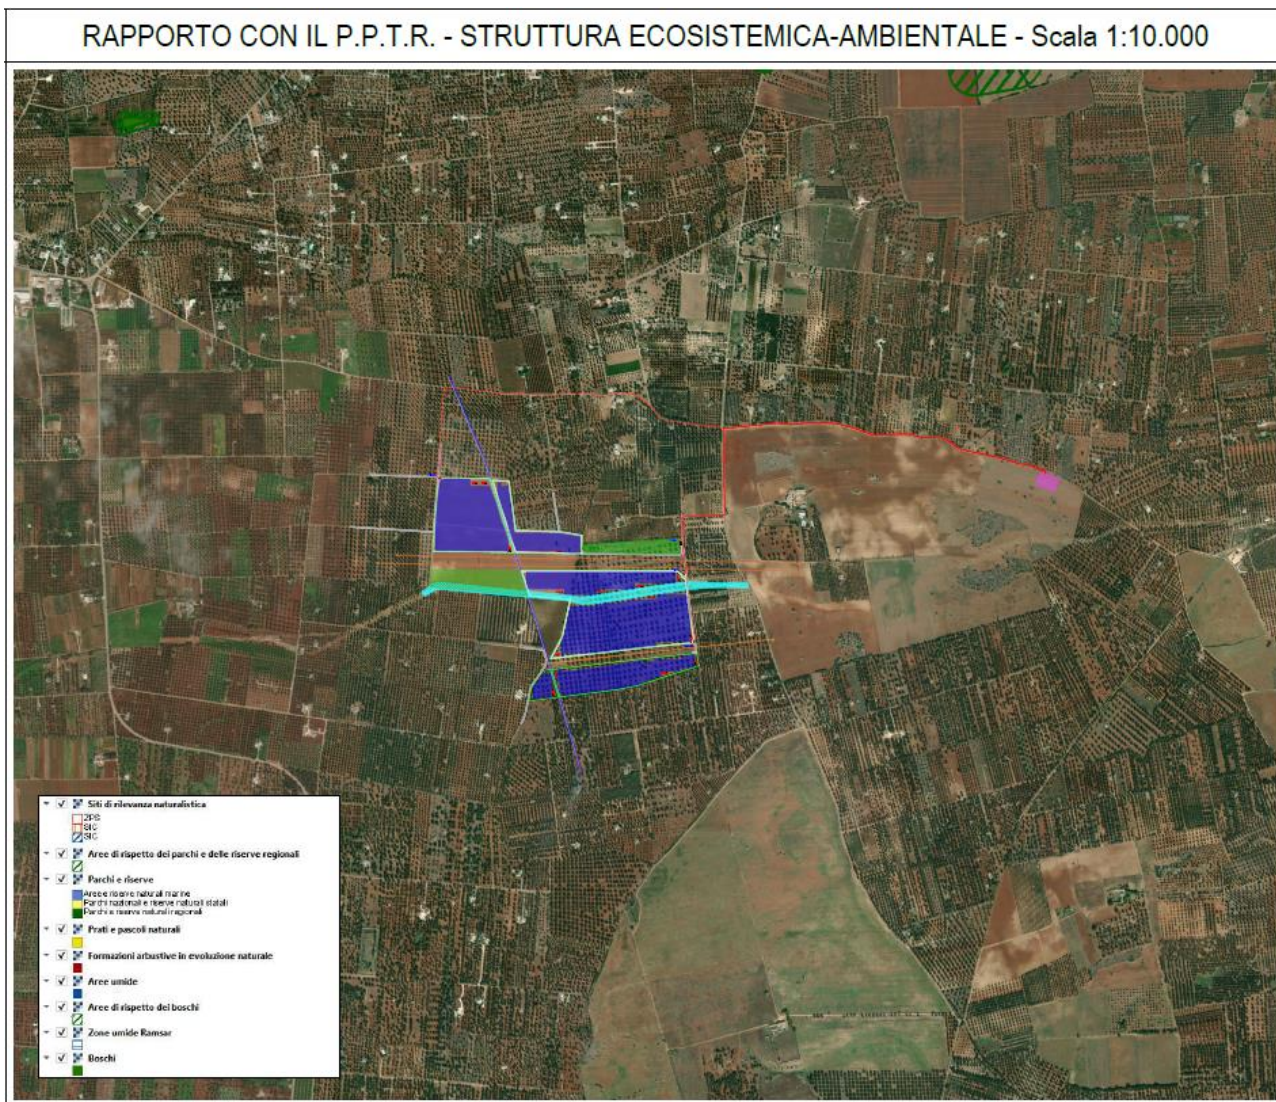 RAPPORTO CON IL P.P.T.R. - STRUTTURA ECOSISTEMICA-AMBIENTALE - Scala 1:10.000
Siti di rilevanza naturalistica
ZPS
SIC
SIC
Aree di rispetto dei parchi e delle riserve regionali
Parchi e riserve
Aree e riserve naturali marine
Parchi nazionali e riserve naturali statali
Parchi e riserve naturali regionali
Prati e pascoli naturali
Formazioni arbustive in evoluzione naturale
Aree umide
Aree di rispetto dei boschi
Zone umide Ramsar
Boschi